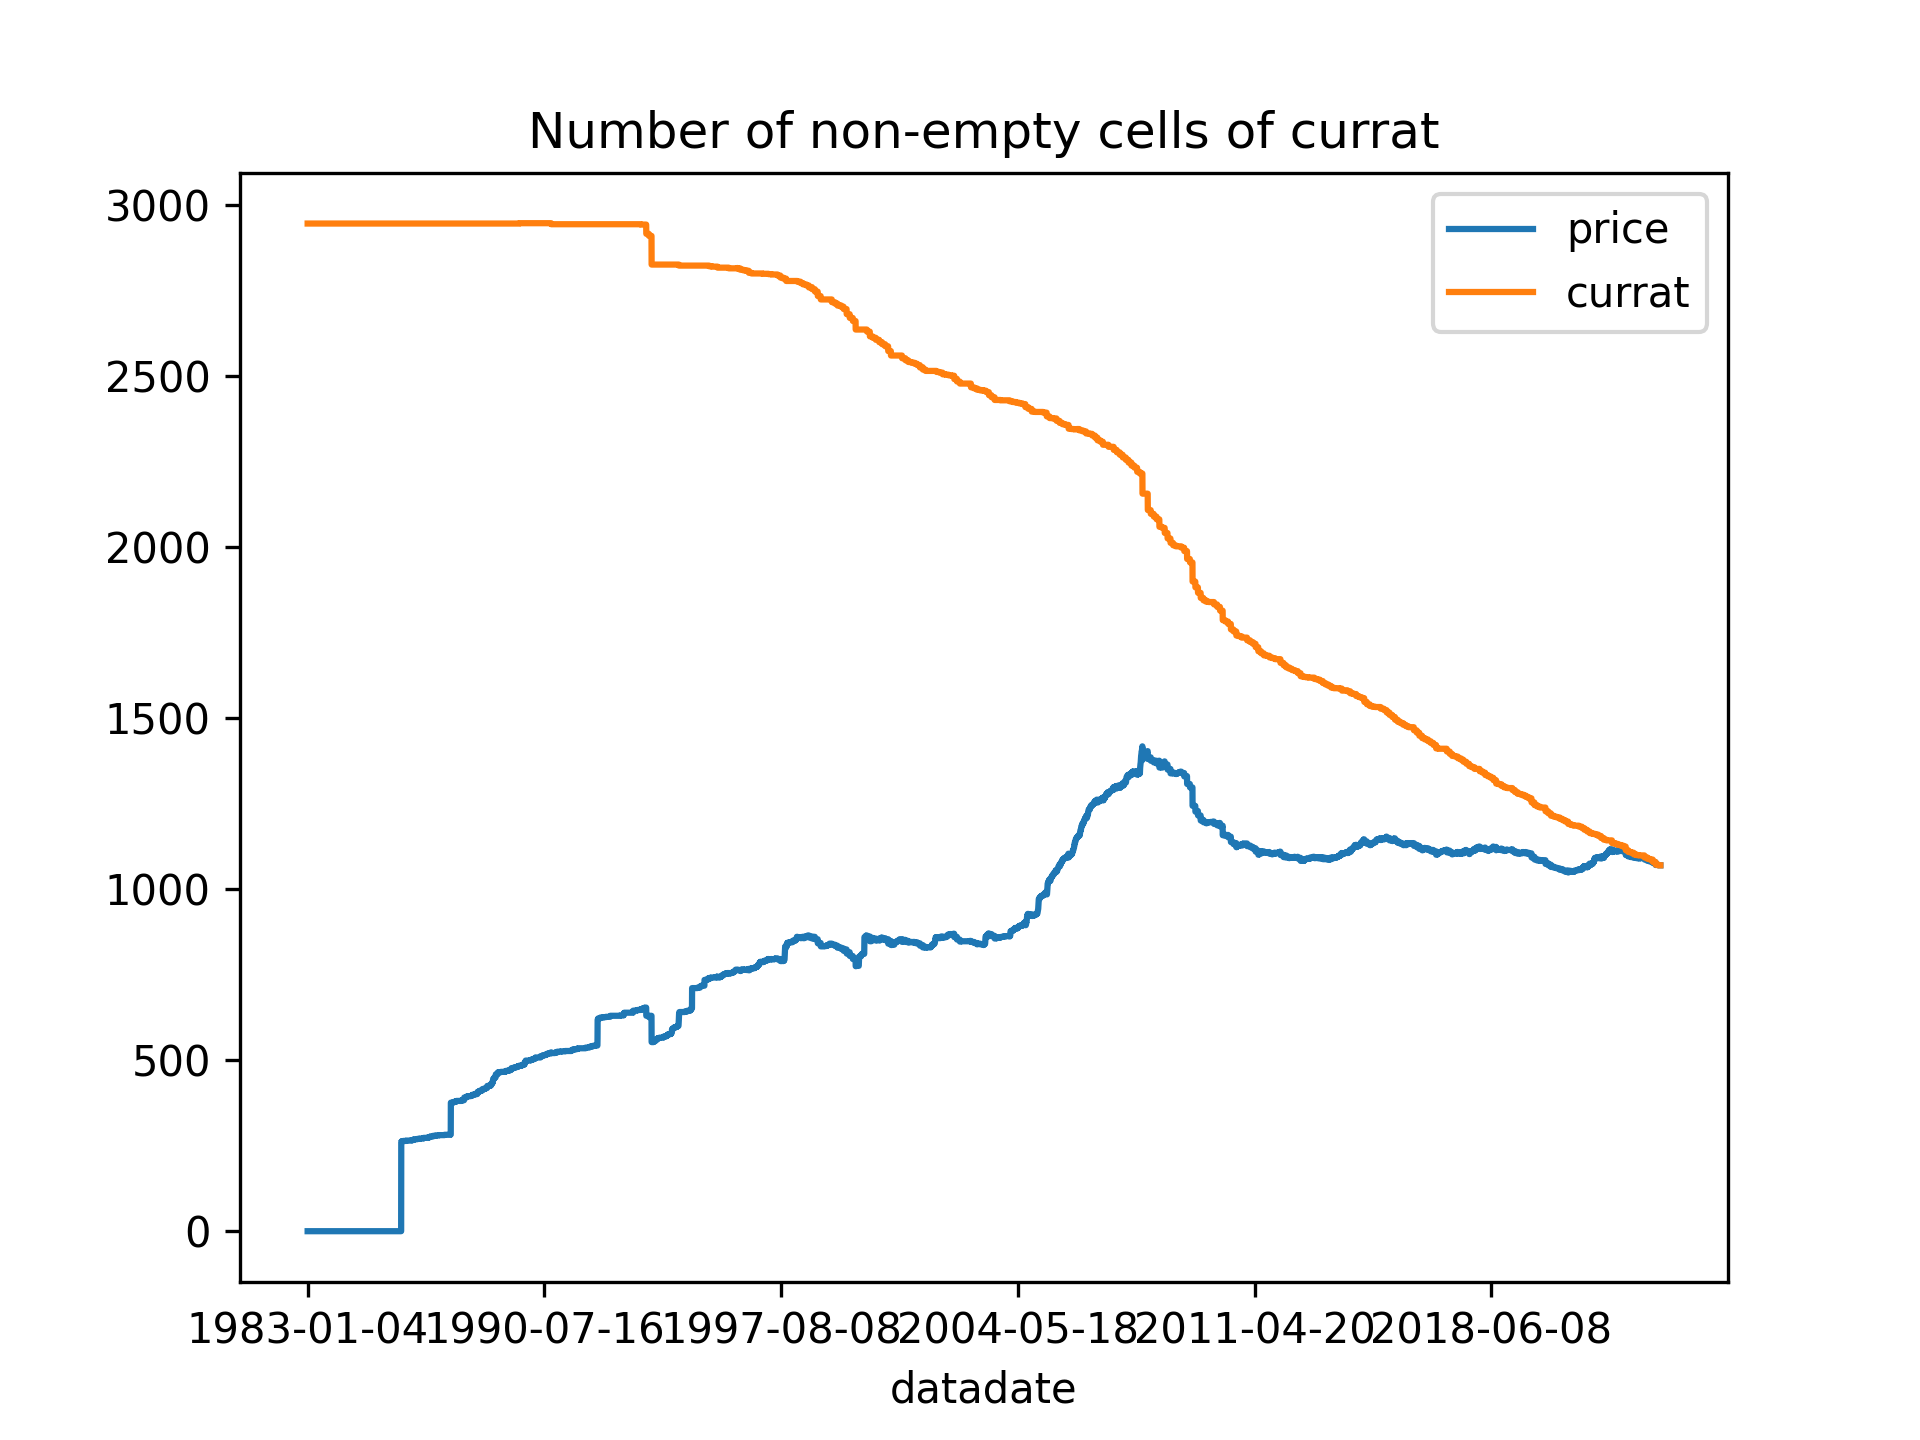 Number of non-empty cells of currat
price
currat
3000
2500
2000
1500
1000
500
0
1983-01-04 1990-07-16 1997-08-08 2004-05-18 2011-04-20 2018-06-08
datadate